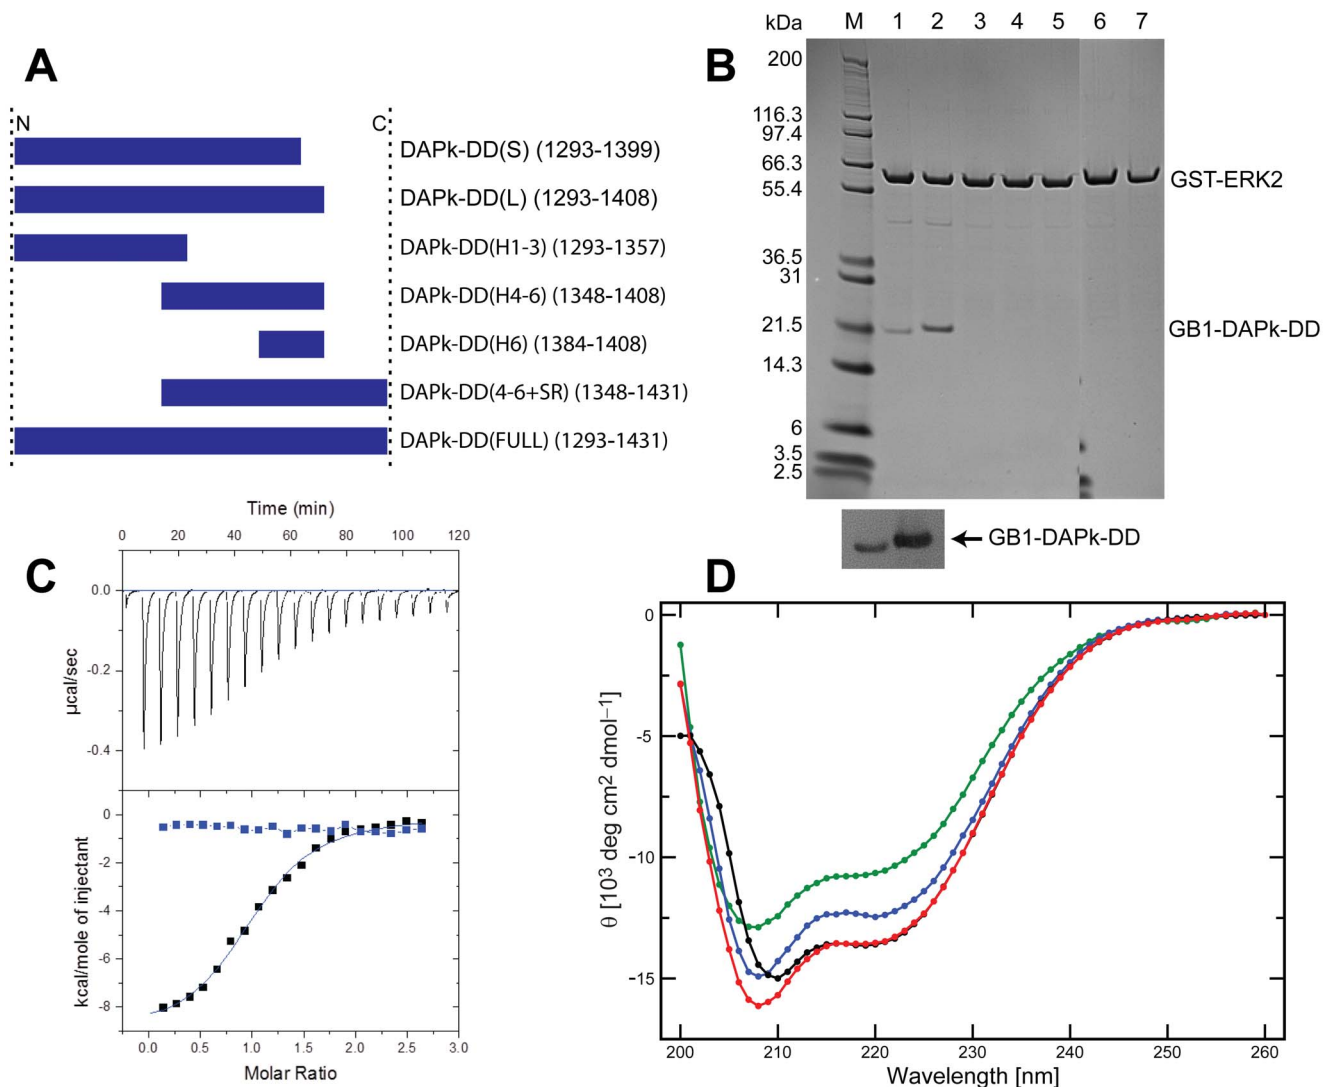 A
N
C
DAPk-DD(S) (1293-1399)
DAPk-DD(L) (1293-1408)
DAPk-DD(H1-3) (1293-1357)
DAPk-DD(H4-6) (1348-1408)
DAPk-DD(H6) (1384-1408)
DAPk-DD(4-6+SR) (1348-1431)
DAPk-DD(FULL) (1293-1431)
B
kDa M 1 2 3 4 5 6 7
200
116.3
97.4
66.3
55.4
36.5
31
21.5
14.3
6
3.5
2.5
GST-ERK2
GB1-DAPk-DD
GB1-DAPk-DD
C
Time (min)
0 20 40 60 80 100 120
0.0
-0.2
-0.4
µcal/sec
0
-2
-4
-6
-8
kcal/mole of injectant
0.0 0.5 1.0 1.5 2.0 2.5 3.0
Molar Ratio
D
0
-5
-10
-15
θ [10³ deg cm2 dmol⁻¹]
200 210 220 230 240 250 260
Wavelength [nm]